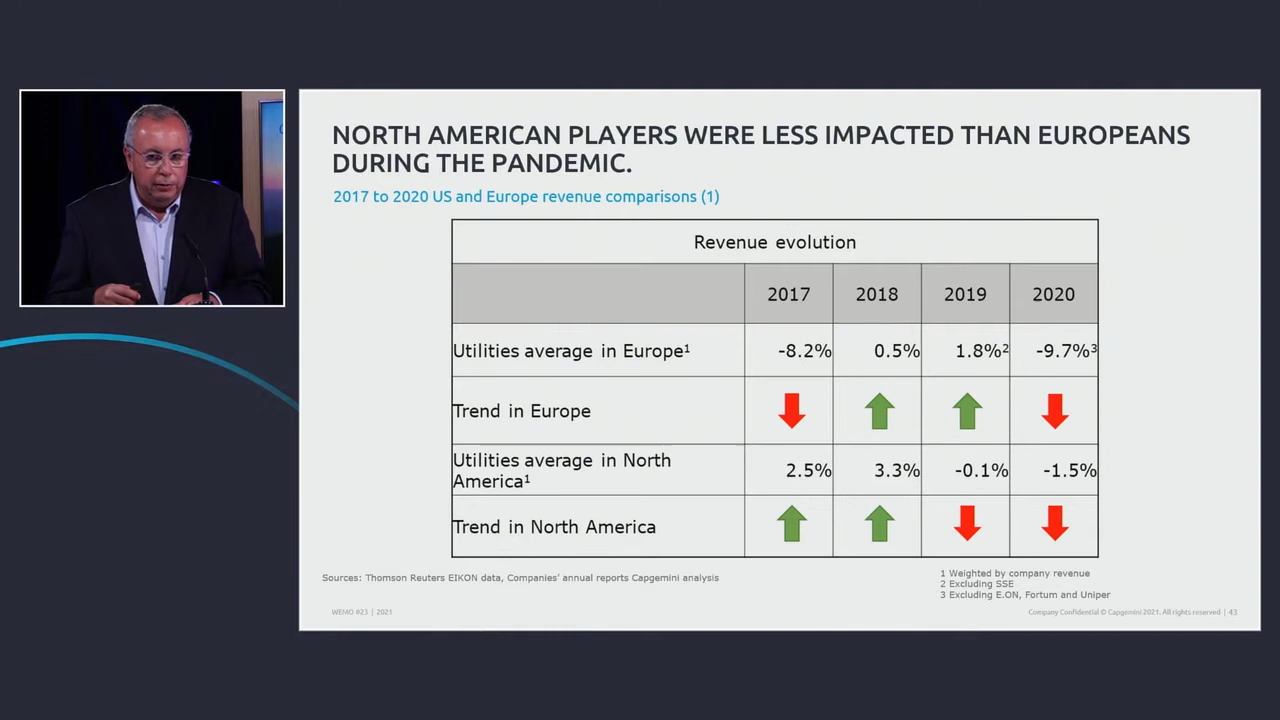 NORTH AMERICAN PLAYERS WERE LESS IMPACTED THAN EUROPEANS
DURING THE PANDEMIC.
2017 to 2020 US and Europe revenue comparisons (1)
Revenue evolution
2017 2018 2019 2020
Utilities average in Europe¹ -8.2% 0.5% 1.8%² -9.7%³
Trend in Europe
Utilities average in North
America¹ 2.5% 3.3% -0.1% -1.5%
Trend in North America
Sources: Thomson Reuters EIKON data, Companies' annual reports Capgemini analysis
1 Weighted by company revenue
2 Excluding SSE
3 Excluding E.ON, Fortum and Uniper
WEMO #23 | 2021
Company Confidential © Capgemini 2021. All rights reserved | 43